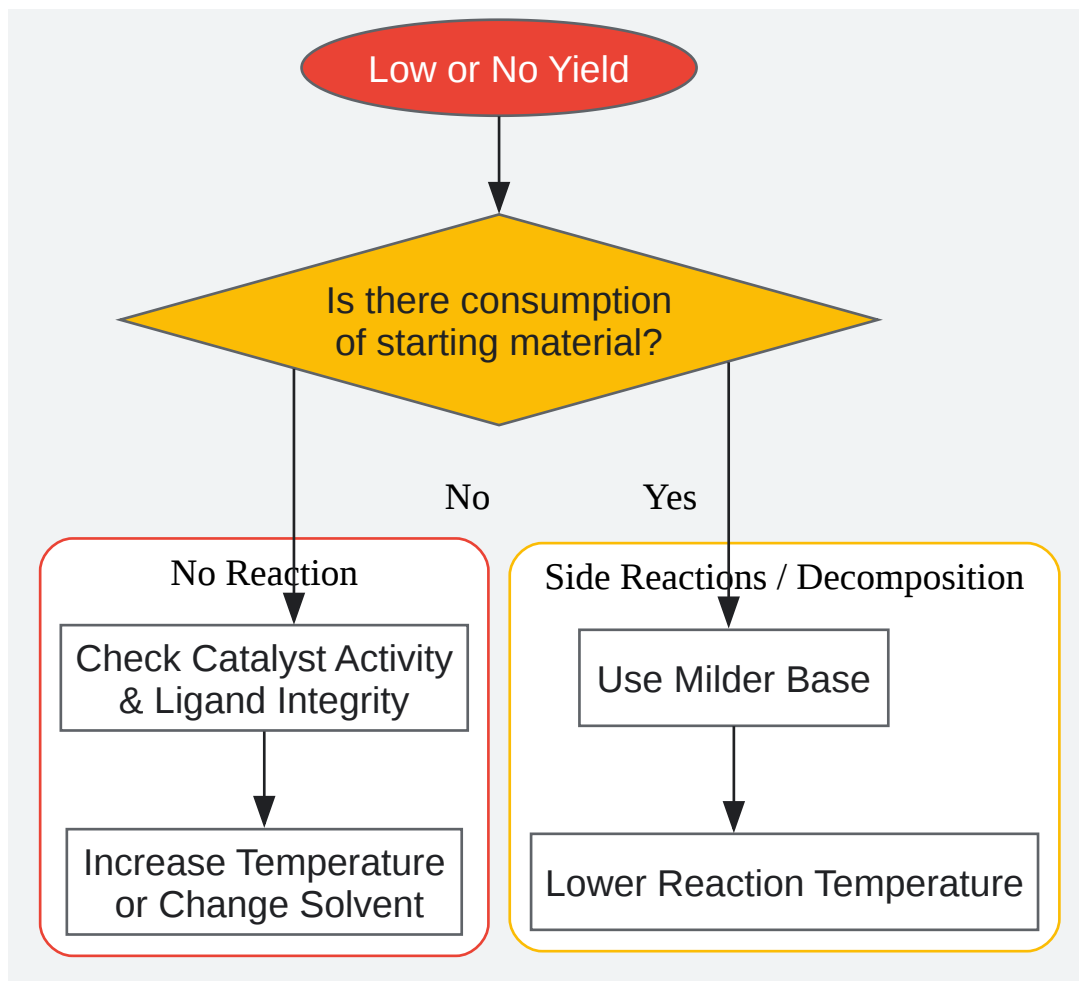 Low or No Yield
Is there consumption
of starting material?
No
Yes
No Reaction
Check Catalyst Activity
& Ligand Integrity
Increase Temperature
or Change Solvent
Side Reactions / Decomposition
Use Milder Base
Lower Reaction Temperature